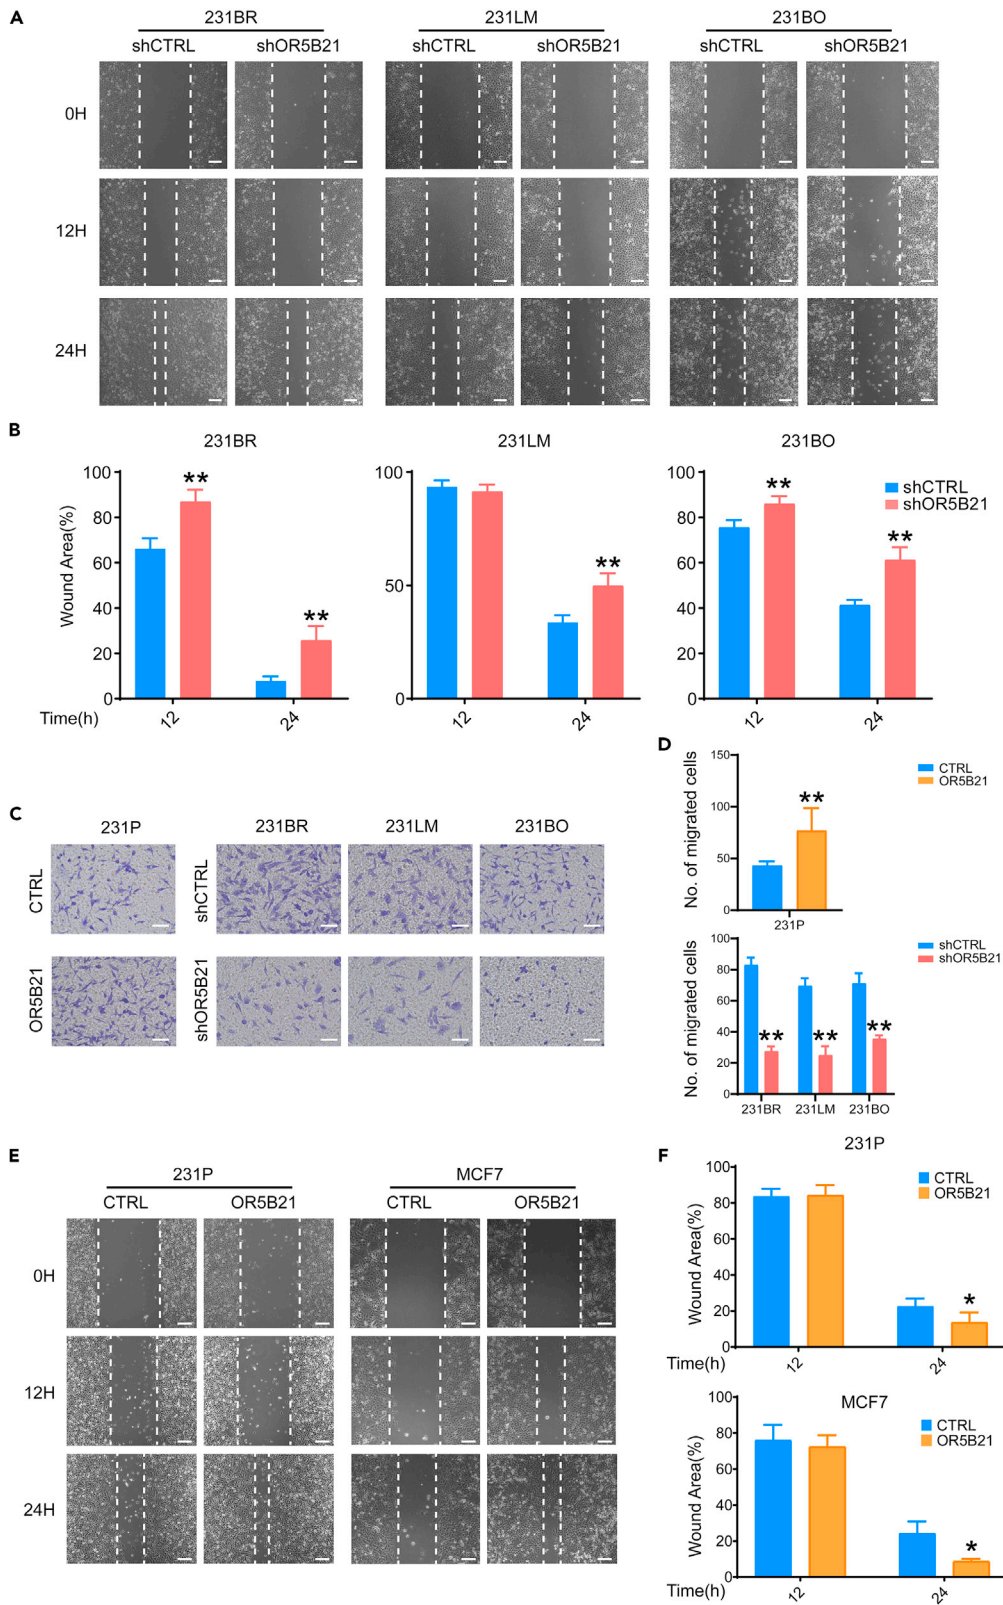 A
231BR
231LM
231BO
shCTRL
shOR5B21
shCTRL
shOR5B21
shCTRL
shOR5B21
0H
12H
24H
B
231BR
231LM
231BO
Wound Area(%)
100
80
60
40
20
0
**
**
Time(h)
12
24
100
50
0
**
12
24
100
80
60
40
20
0
**
**
12
24
shCTRL
shOR5B21
C
231P
231BR
231LM
231BO
CTRL
OR5B21
shCTRL
shOR5B21
D
No. of migrated cells
150
100
50
0
**
231P
CTRL
OR5B21
No. of migrated cells
100
80
60
40
20
0
**
**
**
231BR
231LM
231BO
shCTRL
shOR5B21
E
231P
MCF7
CTRL
OR5B21
CTRL
OR5B21
0H
12H
24H
F
231P
Wound Area(%)
100
80
60
40
20
0
*
Time(h)
12
24
CTRL
OR5B21
MCF7
Wound Area(%)
100
80
60
40
20
0
*
Time(h)
12
24
CTRL
OR5B21